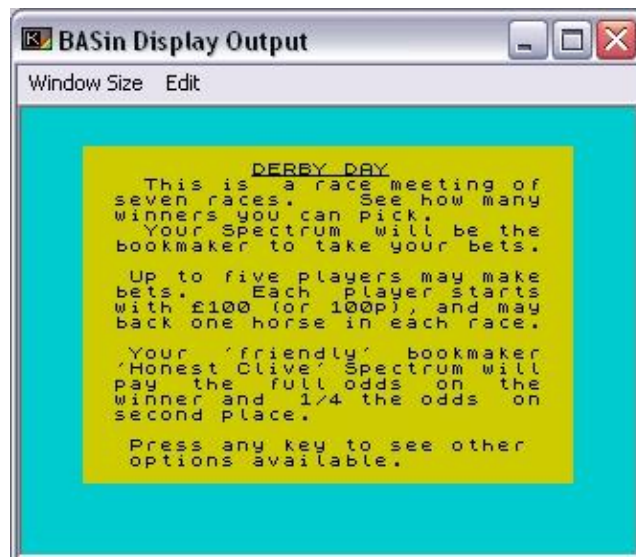 BASin Display Output
Window Size Edit
DERBY DAY
This is a race meeting of
seven races. See how many
winners you can pick.
Your Spectrum will be the
bookmaker to take your bets.
Up to five players may make
bets. Each player starts
with £100 (or 100p), and may
back one horse in each race.
Your 'friendly' bookmaker
'Honest Clive' Spectrum will
pay the full odds on the
winner and 1/4 the odds on
second place.
Press any key to see other
options available.